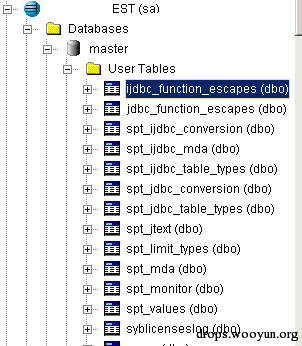 EST (sa)
Databases
master
User Tables
ijdbc_function_escapes (dbo)
jdbc_function_escapes (dbo)
spt_ijdbc_conversion (dbo)
spt_ijdbc_mda (dbo)
spt_ijdbc_table_types (dbo)
spt_jdbc_conversion (dbo)
spt_jdbc_table_types (dbo)
spt_jtext (dbo)
spt_limit_types (dbo)
spt_mda (dbo)
spt_monitor (dbo)
spt_values (dbo)
syblicenseslog (dbo)
drops.wooyun.org